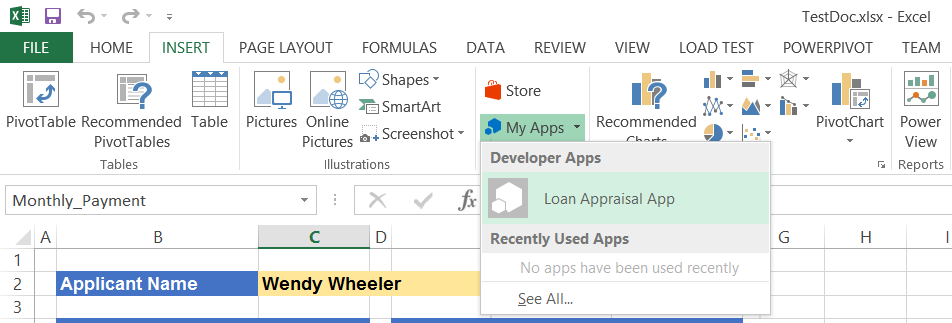 TestDoc.xlsx - Excel
FILE HOME INSERT PAGE LAYOUT FORMULAS DATA REVIEW VIEW LOAD TEST POWERPIVOT TEAM
PivotTable
Recommended
PivotTables
Table
Tables
Pictures
Online
Pictures
Shapes
SmartArt
Screenshot
Illustrations
Store
My Apps
Recommended
Charts
PivotChart
Power
View
Reports
Developer Apps
Loan Appraisal App
Recently Used Apps
No apps have been used recently
See All...
Monthly_Payment
fx
A B C D G H I
1
2 Applicant Name Wendy Wheeler
3